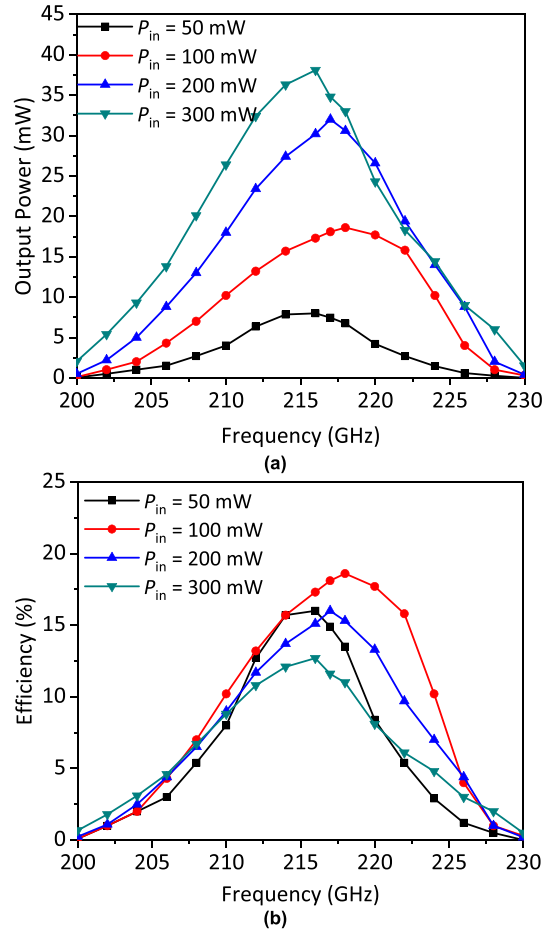 45
40
35
30
25
20
15
10
5
0
Output Power (mW)
P_in = 50 mW
P_in = 100 mW
P_in = 200 mW
P_in = 300 mW
200 205 210 215 220 225 230
Frequency (GHz)
(a)
25
20
15
10
5
0
Efficiency (%)
P_in = 50 mW
P_in = 100 mW
P_in = 200 mW
P_in = 300 mW
200 205 210 215 220 225 230
Frequency (GHz)
(b)